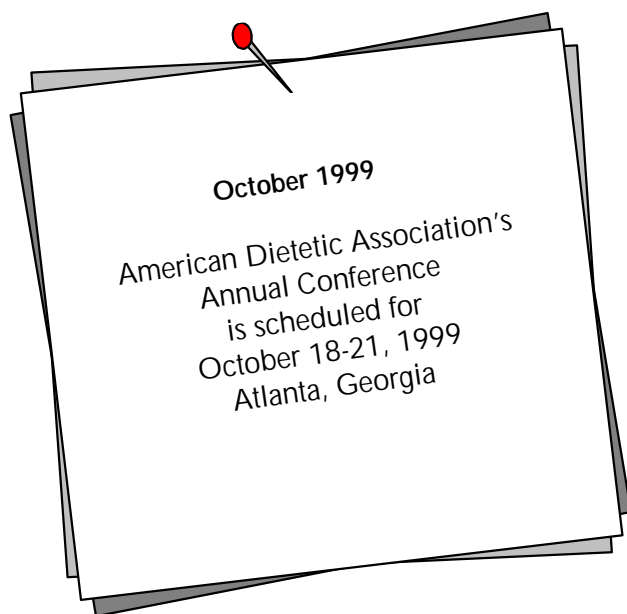 October 1999
American Dietetic Association's
Annual Conference
is scheduled for
October 18-21, 1999
Atlanta, Georgia